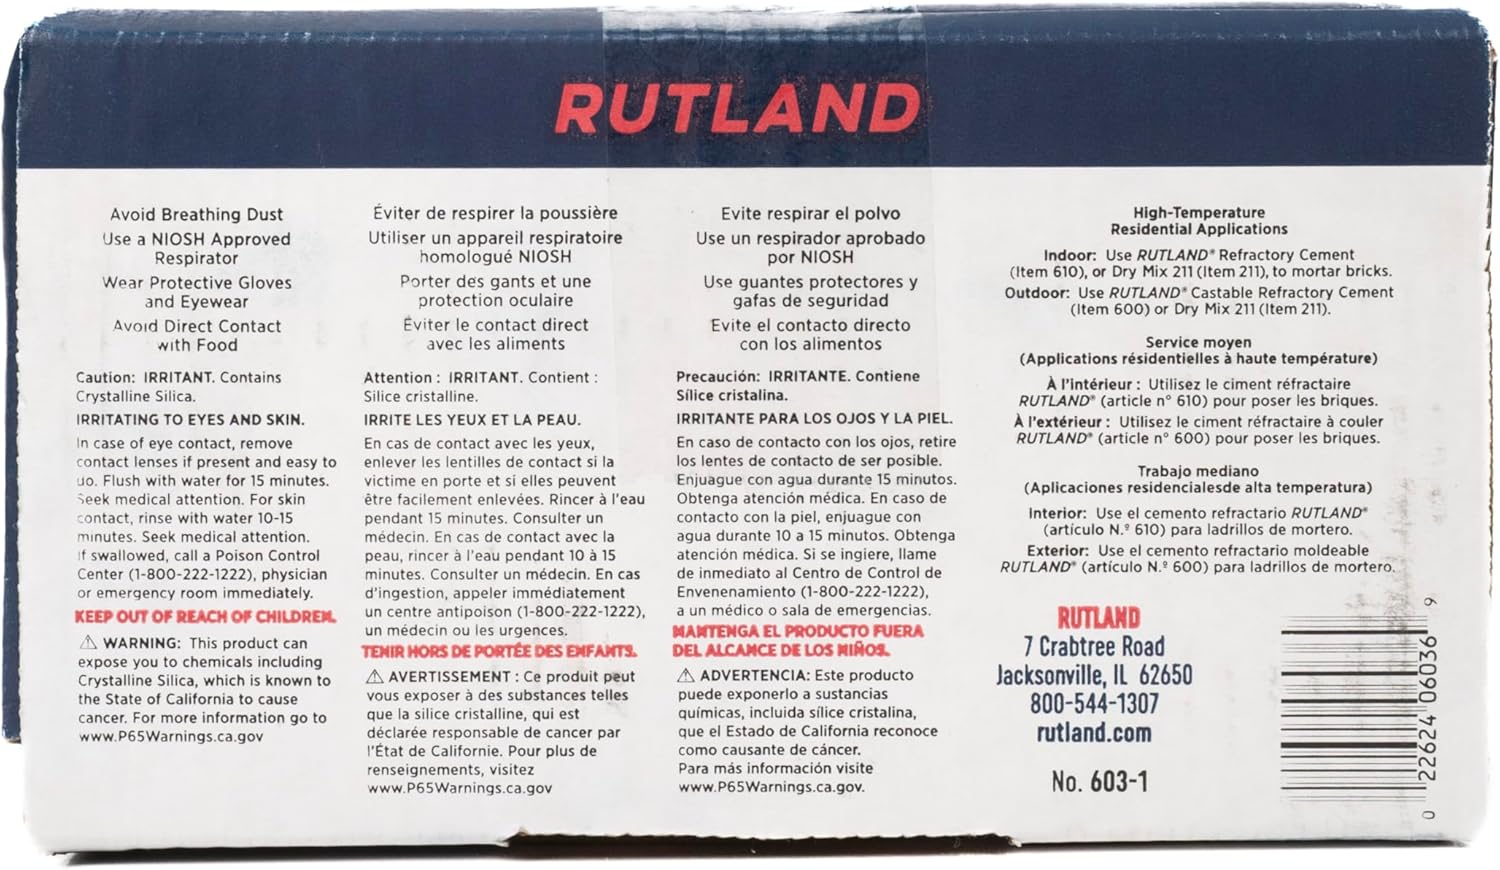 RUTLAND
Avoid Breathing Dust
Use a NIOSH Approved
Respirator
Wear Protective Gloves
and Eyewear
Avoid Direct Contact
with Food
Caution: IRRITANT. Contains
Crystalline Silica.
IRRITATING TO EYES AND SKIN.
In case of eye contact, remove
contact lenses if present and easy to
do. Flush with water for 15 minutes.
Seek medical attention. For skin
contact, rinse with water 10-15
minutes. Seek medical attention.
If swallowed, call a Poison Control
Center (1-800-222-1222), physician
or emergency room immediately.
KEEP OUT OF REACH OF CHILDREN.
⚠ WARNING: This product can
expose you to chemicals including
Crystalline Silica, which is known to
the State of California to cause
cancer. For more information go to
www.P65Warnings.ca.gov
Éviter de respirer la poussière
Utiliser un appareil respiratoire
homologué NIOSH
Porter des gants et une
protection oculaire
Éviter le contact direct
avec les aliments
Attention : IRRITANT. Contient :
Silice cristalline.
IRRITE LES YEUX ET LA PEAU.
En cas de contact avec les yeux,
enlever les lentilles de contact si la
victime en porte et si elles peuvent
être facilement enlevées. Rincer à l'eau
pendant 15 minutes. Consulter un
médecin. En cas de contact avec la
peau, rincer à l'eau pendant 10 à 15
minutes. Consulter un médecin. En cas
d'ingestion, appeler immédiatement
un centre antipoison (1-800-222-1222),
un médecin ou les urgences.
TENIR HORS DE PORTÉE DES ENFANTS.
⚠ AVERTISSEMENT : Ce produit peut
vous exposer à des substances telles
que la silice cristalline, qui est
déclarée responsable de cancer par
l'État de Californie. Pour plus de
renseignements, visitez
www.P65Warnings.ca.gov
Evite respirar el polvo
Use un respirador aprobado
por NIOSH
Use guantes protectores y
gafas de seguridad
Evite el contacto directo
con los alimentos
Precaución: IRRITANTE. Contiene
Sílice cristalina.
IRRITANTE PARA LOS OJOS Y LA PIEL.
En caso de contacto con los ojos, retire
los lentes de contacto de ser posible.
Enjuague con agua durante 15 minutos.
Obtenga atención médica. En caso de
contacto con la piel, enjuague con
agua durante 10 a 15 minutos. Obtenga
atención médica. Si se ingiere, llame
de inmediato al Centro de Control de
Envenenamiento (1-800-222-1222),
a un médico o sala de emergencias.
MANTENGA EL PRODUCTO FUERA
DEL ALCANCE DE LOS NIÑOS.
⚠ ADVERTENCIA: Este producto
puede exponerlo a sustancias
químicas, incluida sílice cristalina,
que el Estado de California reconoce
como causante de cáncer.
Para más información visite
www.P65Warnings.ca.gov.
High-Temperature
Residential Applications
Indoor: Use RUTLAND® Refractory Cement
(Item 610), or Dry Mix 211 (Item 211), to mortar bricks.
Outdoor: Use RUTLAND® Castable Refractory Cement
(Item 600) or Dry Mix 211 (Item 211).
Service moyen
(Applications résidentielles à haute température)
À l'intérieur : Utilisez le ciment réfractaire
RUTLAND® (article n° 610) pour poser les briques.
À l'extérieur : Utilisez le ciment réfractaire à couler
RUTLAND® (article n° 600) pour poser les briques.
Trabajo mediano
(Aplicaciones residencialesde alta temperatura)
Interior: Use el cemento refractario RUTLAND®
(artículo N.º 610) para ladrillos de mortero.
Exterior: Use el cemento refractario moldeable
RUTLAND® (artículo N.º 600) para ladrillos de mortero.
RUTLAND
7 Crabtree Road
Jacksonville, IL 62650
800-544-1307
rutland.com
No. 603-1
0 22624 06036 9